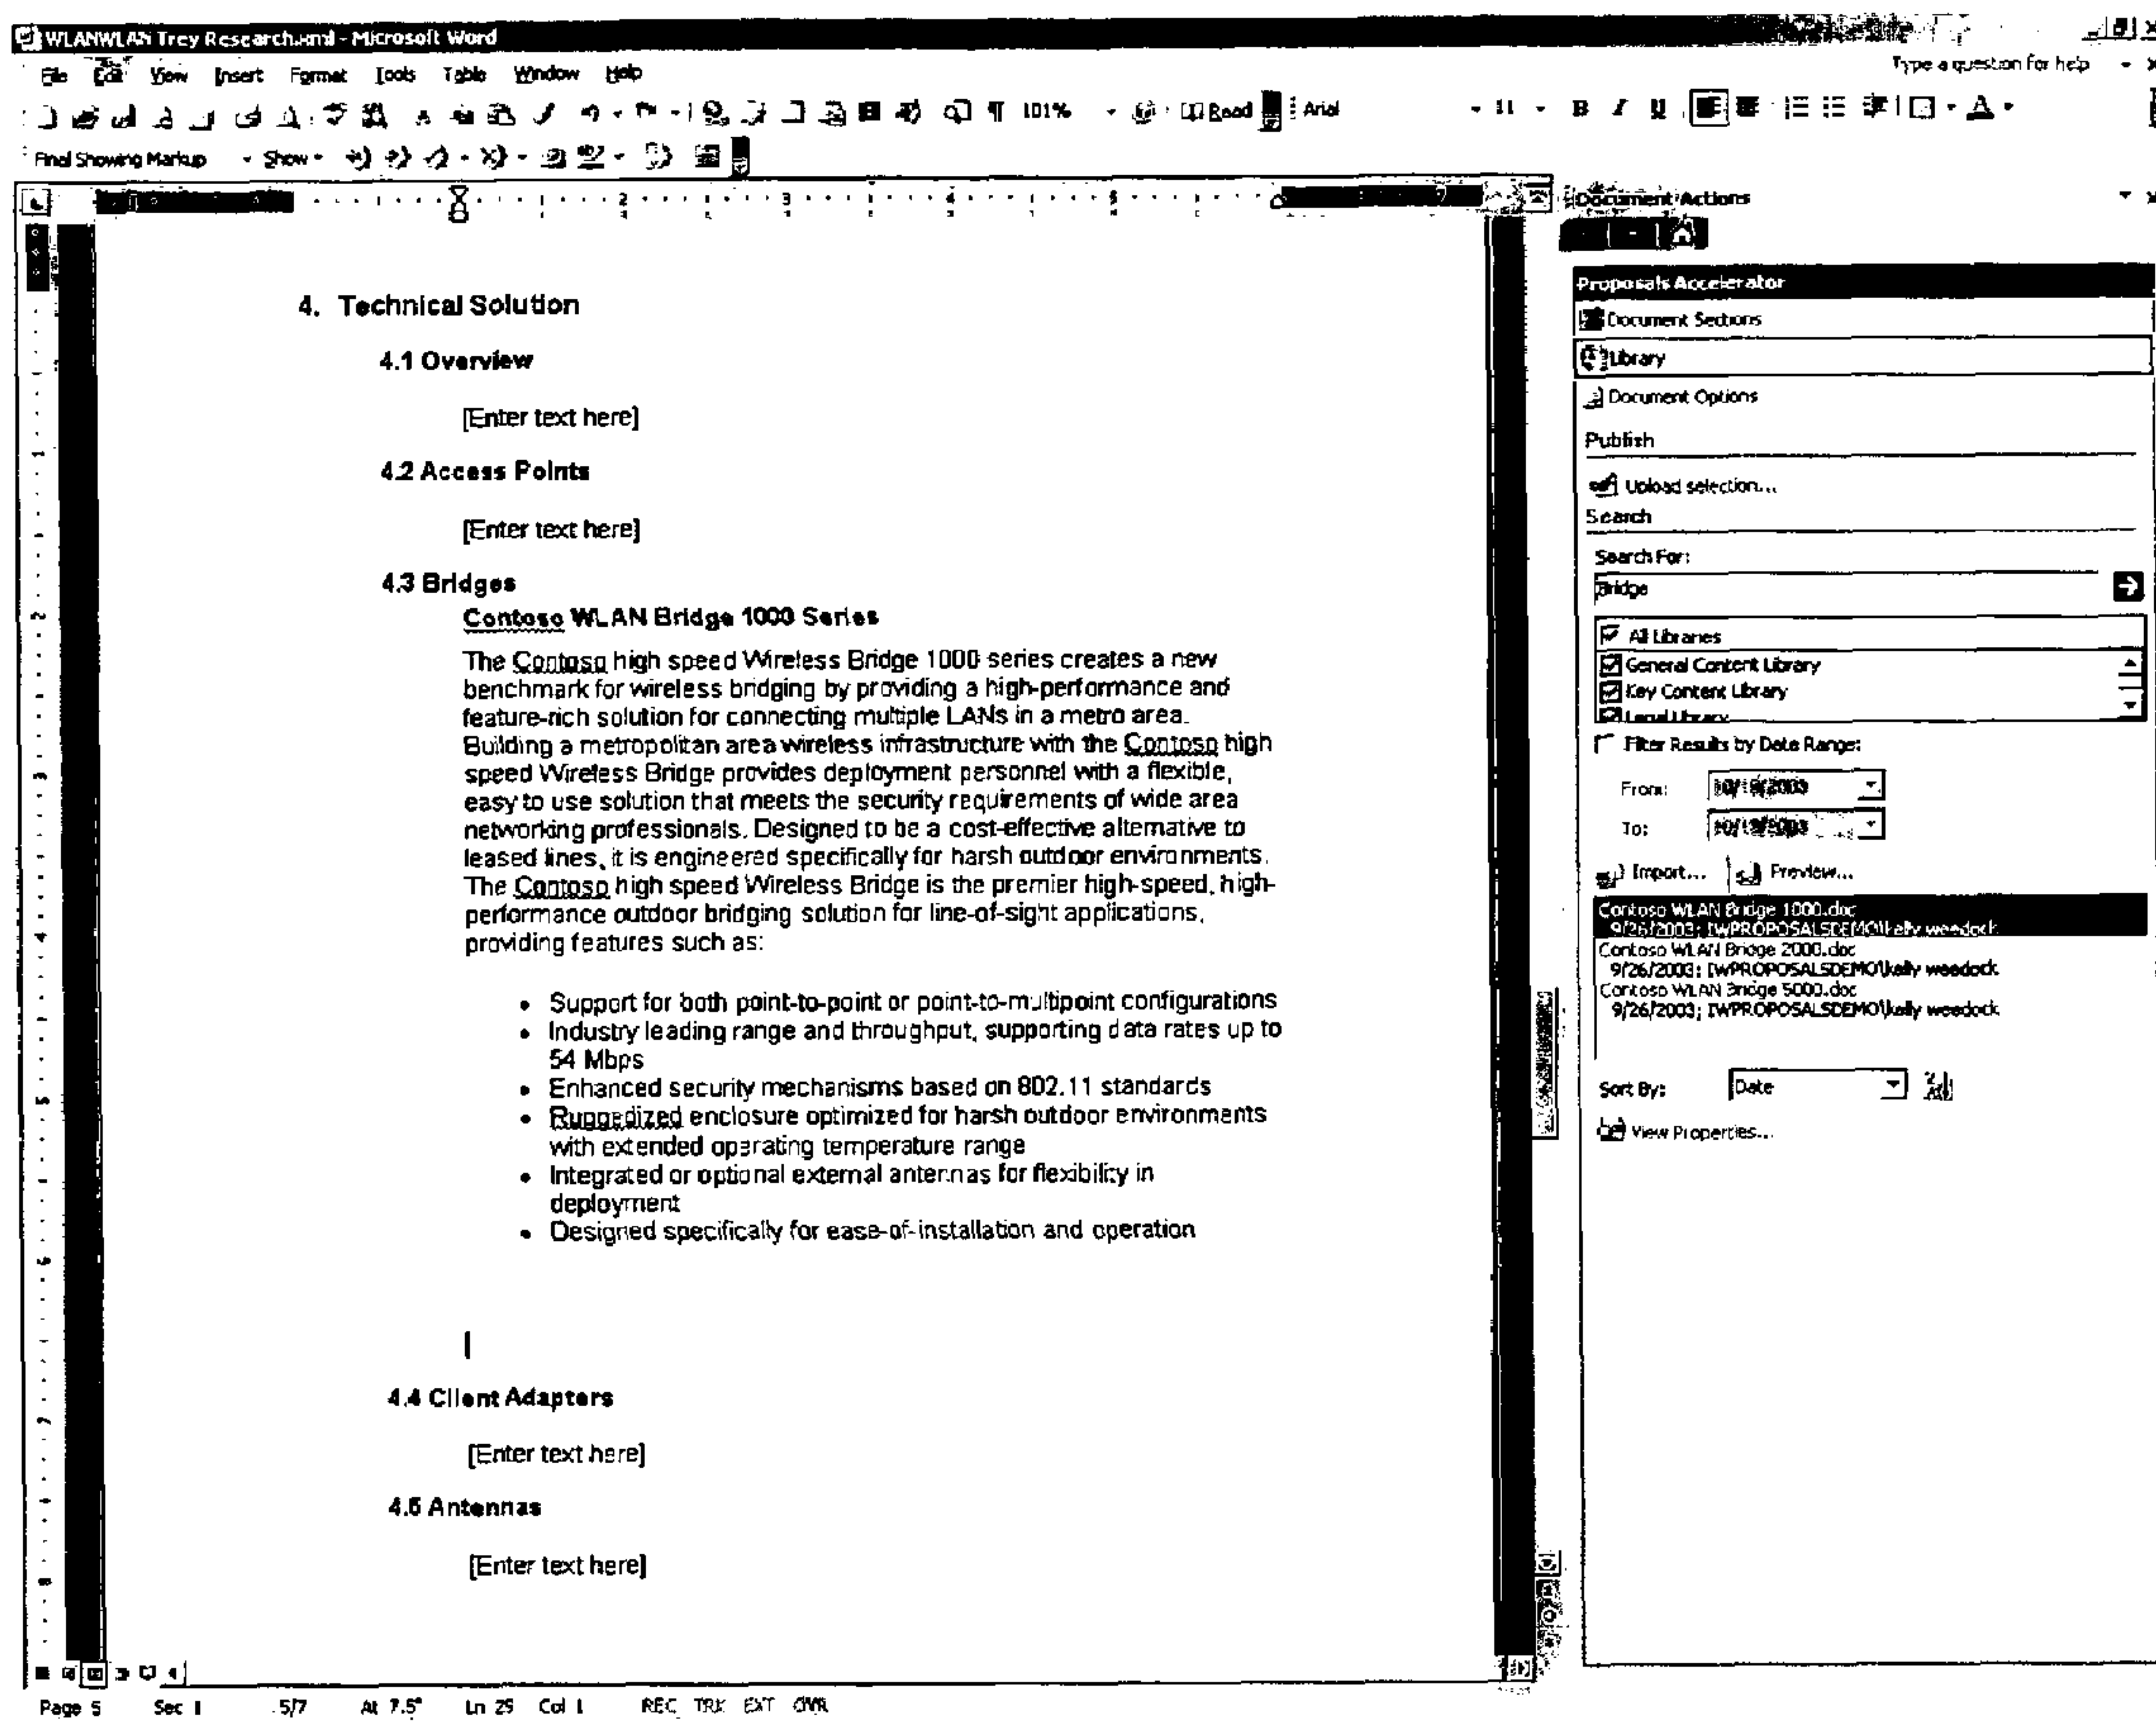 WLANWLAN Trey Research.xml - Microsoft Word
File Edit View Insert Format Tools Table Window Help
Type a question for help
101%
Read
Arial
11
B I U
Final Showing Markup
Show
Document Actions
4. Technical Solution
4.1 Overview
[Enter text here]
4.2 Access Points
[Enter text here]
4.3 Bridges
Contoso WLAN Bridge 1000 Series
The Contoso high speed Wireless Bridge 1000 series creates a new
benchmark for wireless bridging by providing a high-performance and
feature-rich solution for connecting multiple LANs in a metro area.
Building a metropolitan area wireless infrastructure with the Contoso high
speed Wireless Bridge provides deployment personnel with a flexible,
easy to use solution that meets the security requirements of wide area
networking professionals. Designed to be a cost-effective alternative to
leased lines, it is engineered specifically for harsh outdoor environments.
The Contoso high speed Wireless Bridge is the premier high-speed, high-
performance outdoor bridging solution for line-of-sight applications,
providing features such as:
• Support for both point-to-point or point-to-multipoint configurations
• Industry leading range and throughput, supporting data rates up to
54 Mbps
• Enhanced security mechanisms based on 802.11 standards
• Ruggedized enclosure optimized for harsh outdoor environments
with extended operating temperature range
• Integrated or optional external antennas for flexibility in
deployment
• Designed specifically for ease-of-installation and operation
4.4 Client Adapters
[Enter text here]
4.5 Antennas
[Enter text here]
Proposals Accelerator
Document Sections
Library
Document Options
Publish
Upload selection...
Search
Search For:
Bridge
All Libraries
General Content Library
Key Content Library
Legal Library
Filter Results by Date Range:
From:
To:
Import... Preview...
Contoso WLAN Bridge 1000.doc
9/26/2003; IWPROPOSALSDEMO\kelly weedock
Contoso WLAN Bridge 2000.doc
9/26/2003; IWPROPOSALSDEMO\kelly weedock
Contoso WLAN Bridge 5000.doc
9/26/2003; IWPROPOSALSDEMO\kelly weedock
Sort By: Date
View Properties...
Page 5 Sec 1 5/7 At 7.5" Ln 29 Col 1 REC TRK EXT OVR